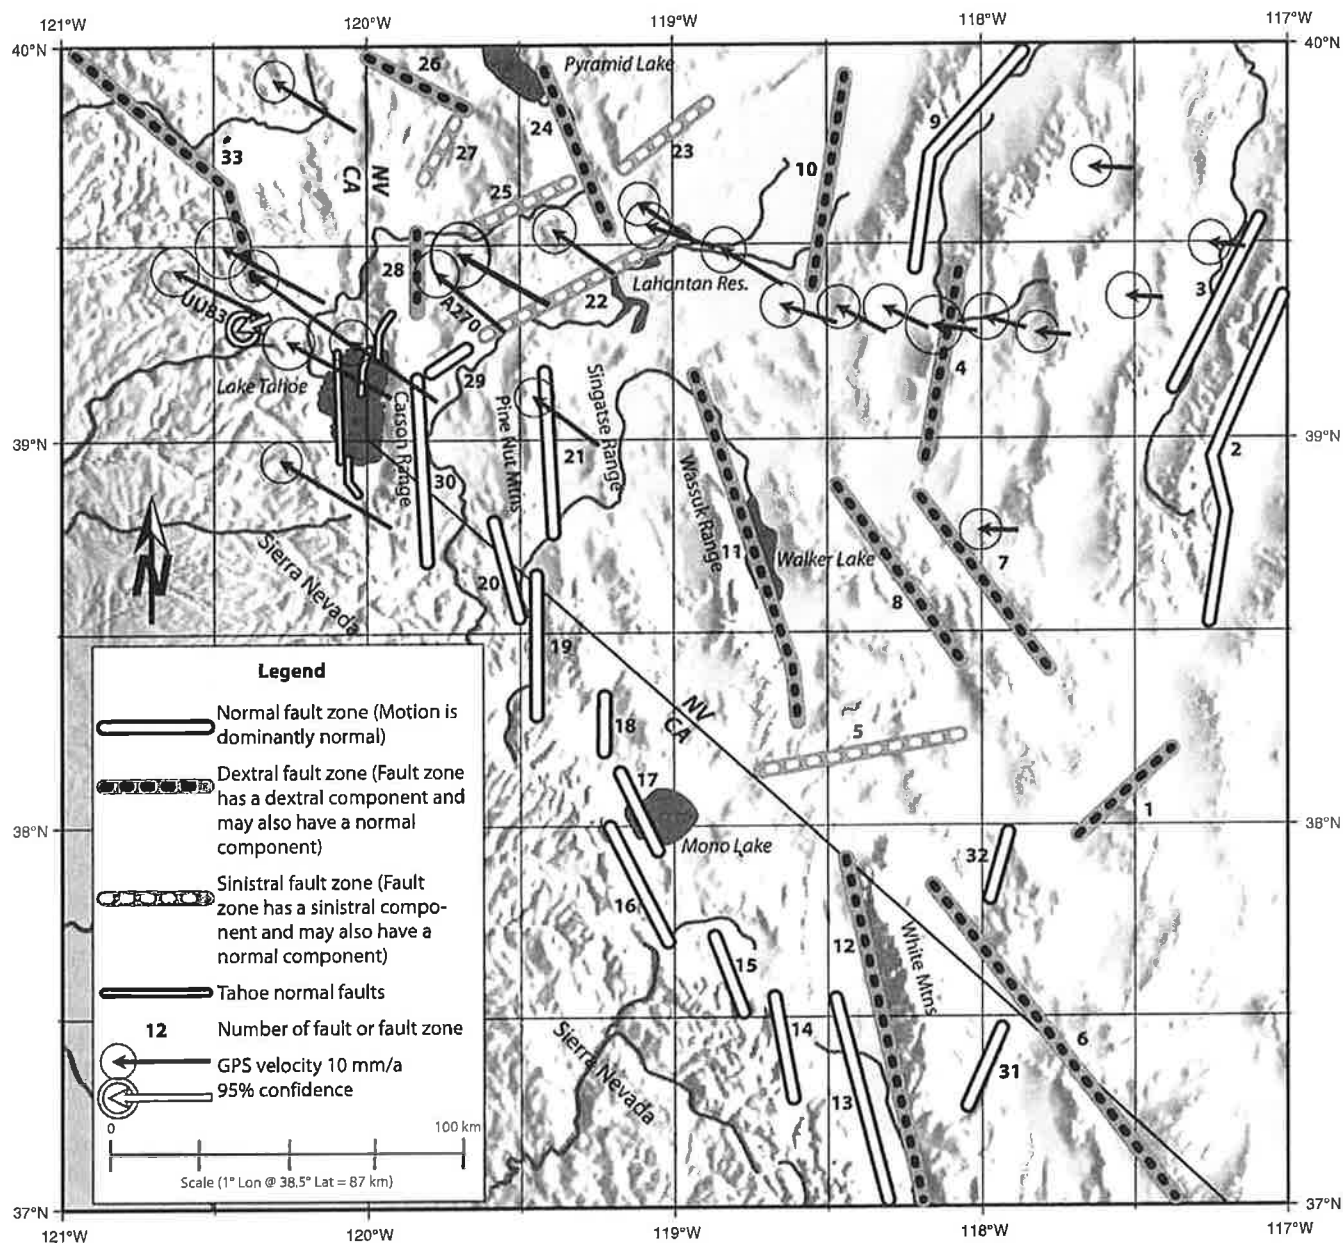 121°W
120°W
119°W
118°W
117°W
40°N
40°N
26
Pyramid Lake
24
9
33
27
23
10
CA
NV
25
28
Lahontan Res.
22
3
JU83
A270
4
Lake Tahoe
29
Carson Range
Pine Nut Mtns
Singatse Range
39°N
39°N
2
21
30
Wassuk Range
N
Sierra Nevada
11
Walker Lake
7
20
8
19
NV
CA
18
5
17
1
38°N
38°N
Mono Lake
32
16
12
White Mtns
15
14
Sierra Nevada
13
6
31
Legend
Normal fault zone (Motion is
dominantly normal)
Dextral fault zone (Fault zone
has a dextral component and
may also have a normal
component)
Sinistral fault zone (Fault
zone has a sinistral compo-
nent and may also have a
normal component)
Tahoe normal faults
12 Number of fault or fault zone
GPS velocity 10 mm/a
95% confidence
0 100 km
Scale (1° Lon @ 38.5° Lat = 87 km)
37°N
37°N
121°W
120°W
119°W
118°W
117°W